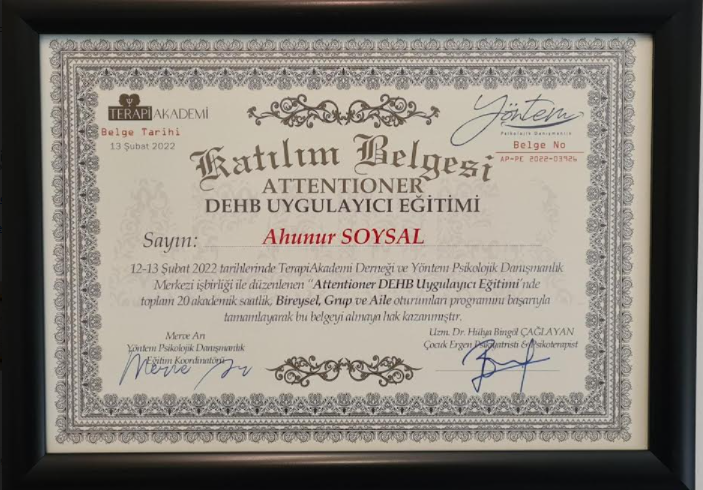 TERAPİ AKADEMİ
Belge Tarihi
13 Şubat 2022
Yöntem
Psikolojik Danışmanlık
Belge No
AP-PE 2022-03926
Katılım Belgesi
ATTENTIONER
DEHB UYGULAYICI EĞİTİMİ
Sayın: Ahunur SOYSAL
12-13 Şubat 2022 tarihlerinde TerapiAkademi Derneği ve Yöntem Psikolojik Danışmanlık
Merkezi işbirliği ile düzenlenen "Attentioner DEHB Uygulayıcı Eğitimi'nde
toplam 20 akademik saatlik, Bireysel, Grup ve Aile oturumları programını başarıyla
tamamlayarak bu belgeyi almaya hak kazanmıştır.
Merve Arı
Yöntem Psikolojik Danışmanlık
Eğitim Koordinatörü
Merve Arı
Uzm. Dr. Hülya Bingöl ÇAĞLAYAN
Çocuk Ergen Psikiyatristi & Psikoterapist